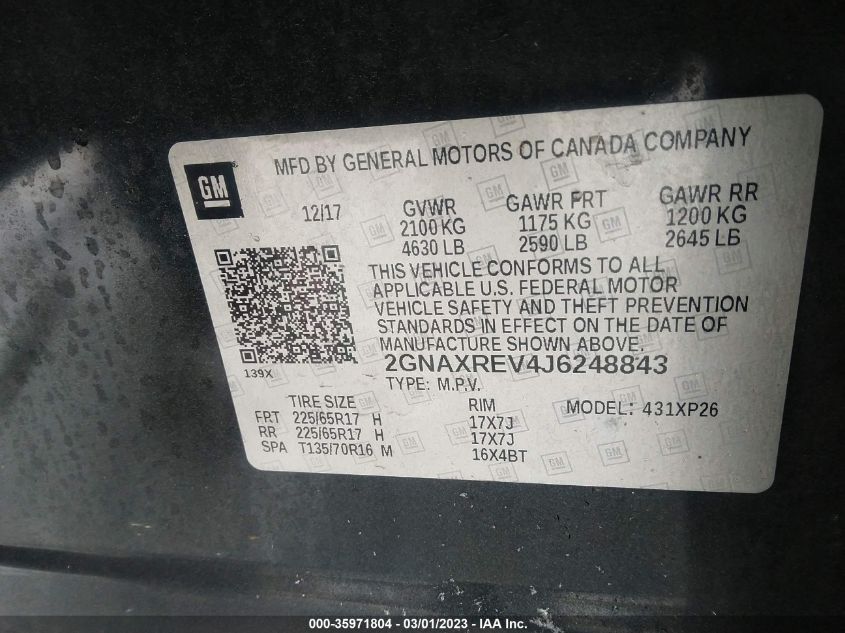 MFD BY GENERAL MOTORS OF CANADA COMPANY
GM
12/17 GVWR GAWR FRT GAWR RR
2100 KG 1175 KG 1200 KG
4630 LB 2590 LB 2645 LB
THIS VEHICLE CONFORMS TO ALL
APPLICABLE U.S. FEDERAL MOTOR
VEHICLE SAFETY AND THEFT PREVENTION
STANDARDS IN EFFECT ON THE DATE OF
MANUFACTURE SHOWN ABOVE.
139X
2GNAXREV4J6248843
TYPE: M.P.V.
TIRE SIZE RIM MODEL: 431XP26
FRT 225/65R17 H 17X7J
RR 225/65R17 H 17X7J
SPA T135/70R16 M 16X4BT
000-35971804 — 03/01/2023 — IAA Inc.